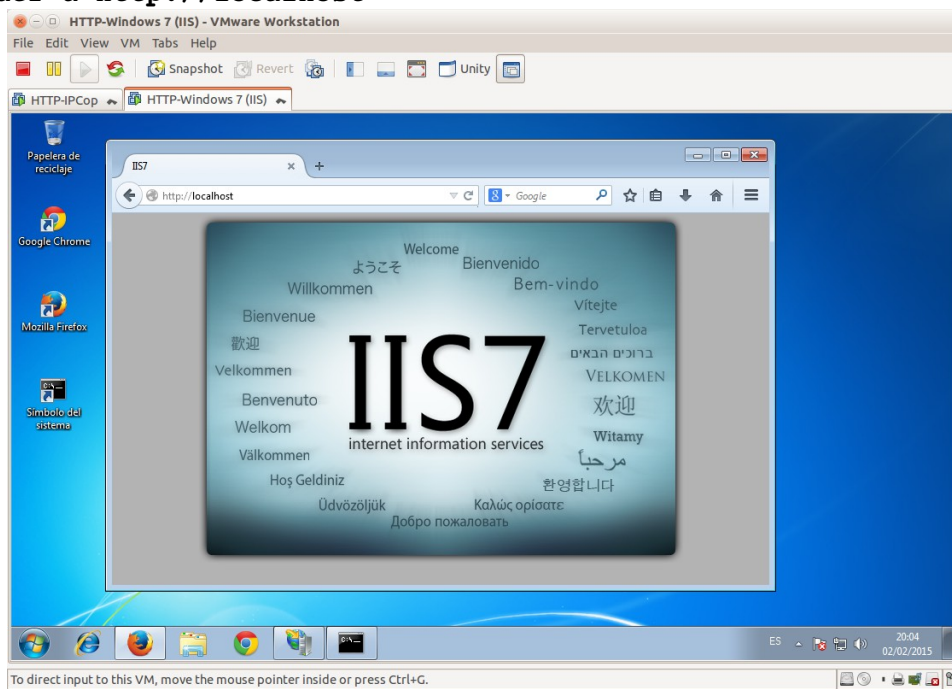 HTTP-Windows 7 (IIS) - VMware Workstation
File Edit View VM Tabs Help
Snapshot Revert Unity
HTTP-IPCop HTTP-Windows 7 (IIS)
Papelera de
reciclaje
Google Chrome
Mozilla Firefox
Símbolo del
sistema
IIS7
http://localhost
Google
Welcome
ようこそ
Bienvenido
Willkommen
Bem-vindo
Vítejte
Bienvenue
Tervetuloa
歡迎
ברוכים הבאים
Velkommen
VELKOMEN
Benvenuto
欢迎
Welkom
Witamy
IIS7
internet information services
Välkommen
مرحباً
Hoş Geldiniz
환영합니다
Üdvözöljük
Καλώς ορίσατε
Добро пожаловать
ES
20:04
02/02/2015
To direct input to this VM, move the mouse pointer inside or press Ctrl+G.